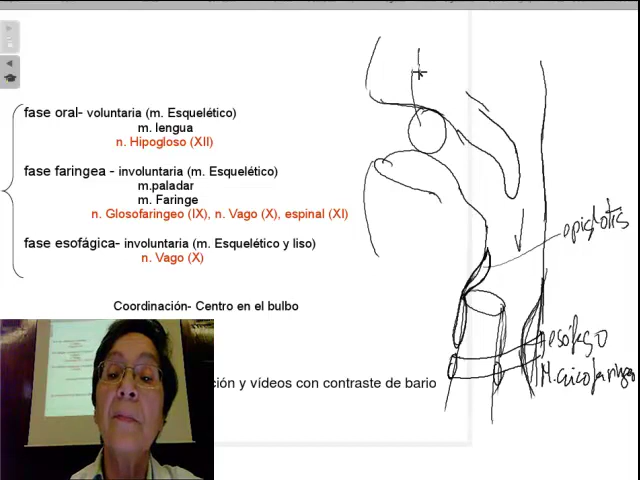 fase oral- voluntaria (m. Esquelético)
m. lengua
n. Hipogloso (XII)
fase faringea - involuntaria (m. Esquelético)
m.paladar
m. Faringe
n. Glosofaringeo (IX), n. Vago (X), espinal (XI)
fase esofágica- involuntaria (m. Esquelético y liso)
n. Vago (X)
Coordinación- Centro en el bulbo
ción y vídeos con contraste de bario
epiglotis
esófago
M. cricofaríngeo